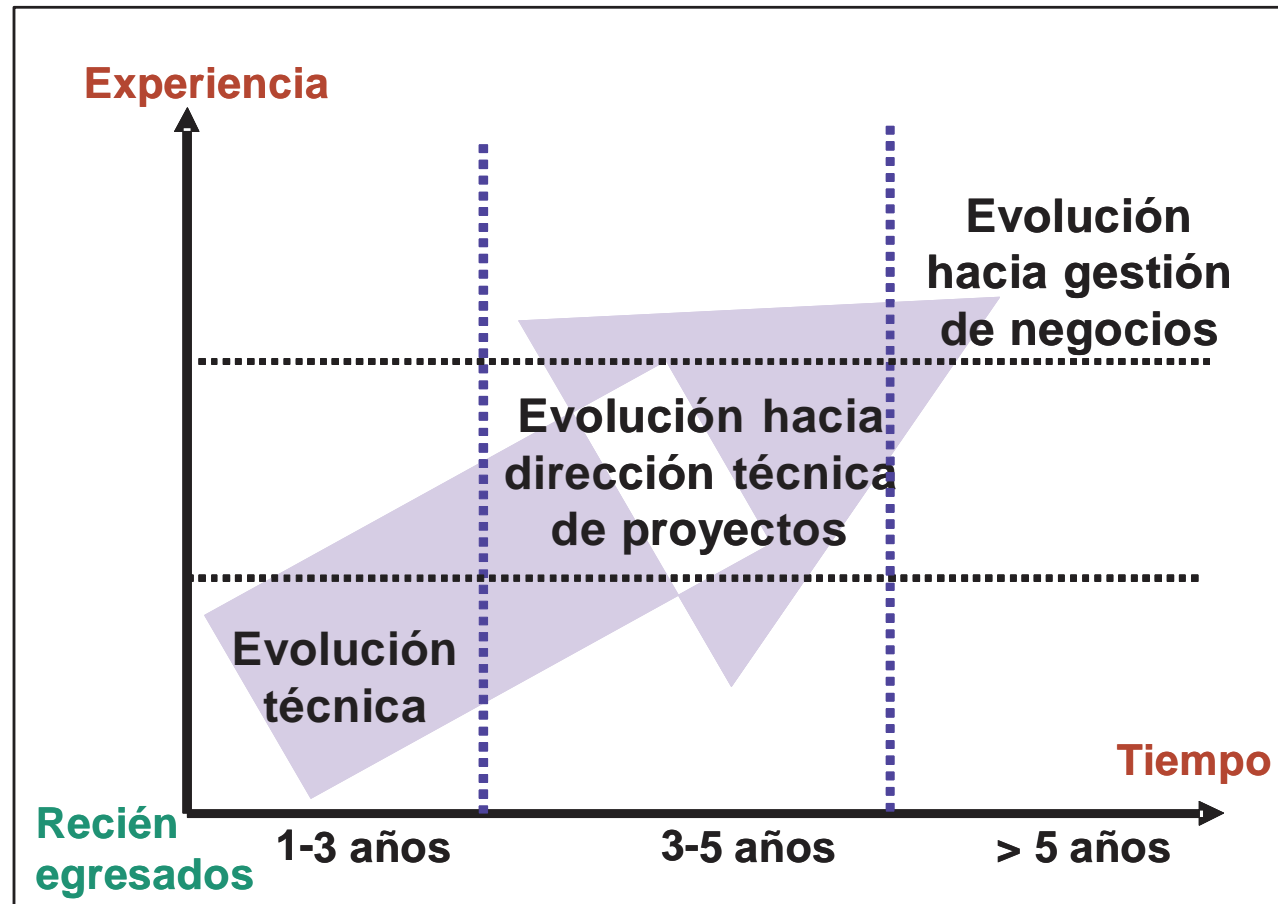 Experiencia
Evolución
hacia gestión
de negocios
Evolución hacia
dirección técnica
de proyectos
Evolución
técnica
Tiempo
Recién
egresados
1-3 años
3-5 años
> 5 años